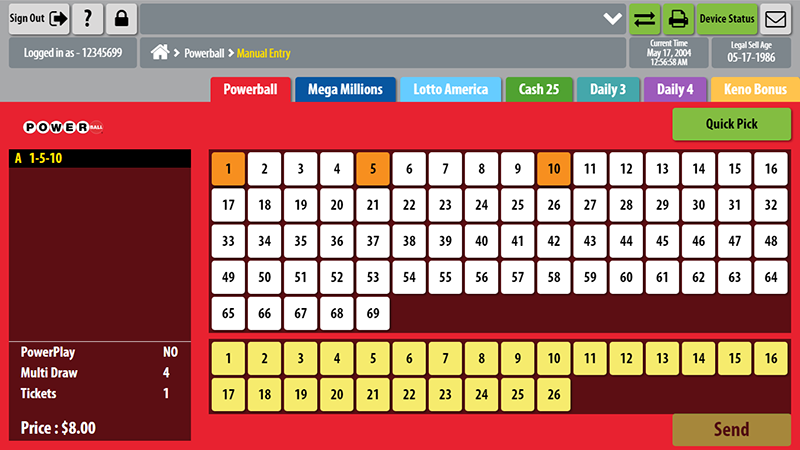 Sign Out ? Device Status
Logged in as - 12345699 Powerball Manual Entry Current Time
May 17, 2004
12:56:58 AM Legal Sell Age
05-17-1986
Powerball Mega Millions Lotto America Cash 25 Daily 3 Daily 4 Keno Bonus
POWERBALL Quick Pick
A 1-5-10
1 2 3 4 5 6 7 8 9 10 11 12 13 14 15 16
17 18 19 20 21 22 23 24 25 26 27 28 29 30 31 32
33 34 35 36 37 38 39 40 41 42 43 44 45 46 47 48
49 50 51 52 53 54 55 56 57 58 59 60 61 62 63 64
65 66 67 68 69
PowerPlay NO
Multi Draw 4
Tickets 1
Price : $8.00
1 2 3 4 5 6 7 8 9 10 11 12 13 14 15 16
17 18 19 20 21 22 23 24 25 26
Send